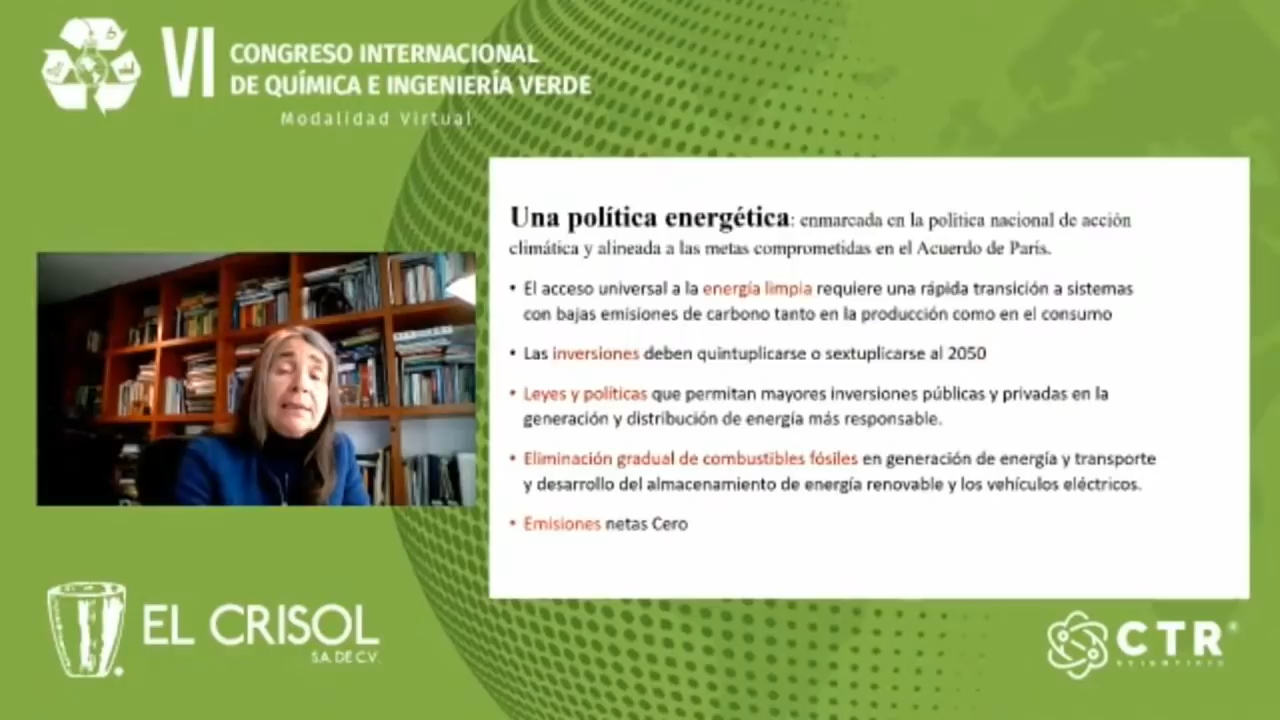 VI
CONGRESO INTERNACIONAL
DE QUÍMICA E INGENIERÍA VERDE
Modalidad Virtual
Una política energética: enmarcada en la política nacional de acción
climática y alineada a las metas comprometidas en el Acuerdo de París.
• El acceso universal a la energía limpia requiere una rápida transición a sistemas
con bajas emisiones de carbono tanto en la producción como en el consumo
• Las inversiones deben quintuplicarse o sextuplicarse al 2050
• Leyes y políticas que permitan mayores inversiones públicas y privadas en la
generación y distribución de energía más responsable.
• Eliminación gradual de combustibles fósiles en generación de energía y transporte
y desarrollo del almacenamiento de energía renovable y los vehículos eléctricos.
• Emisiones netas Cero
EL CRISOL
S.A. DE C.V.
CTR
SCIENTIFIC